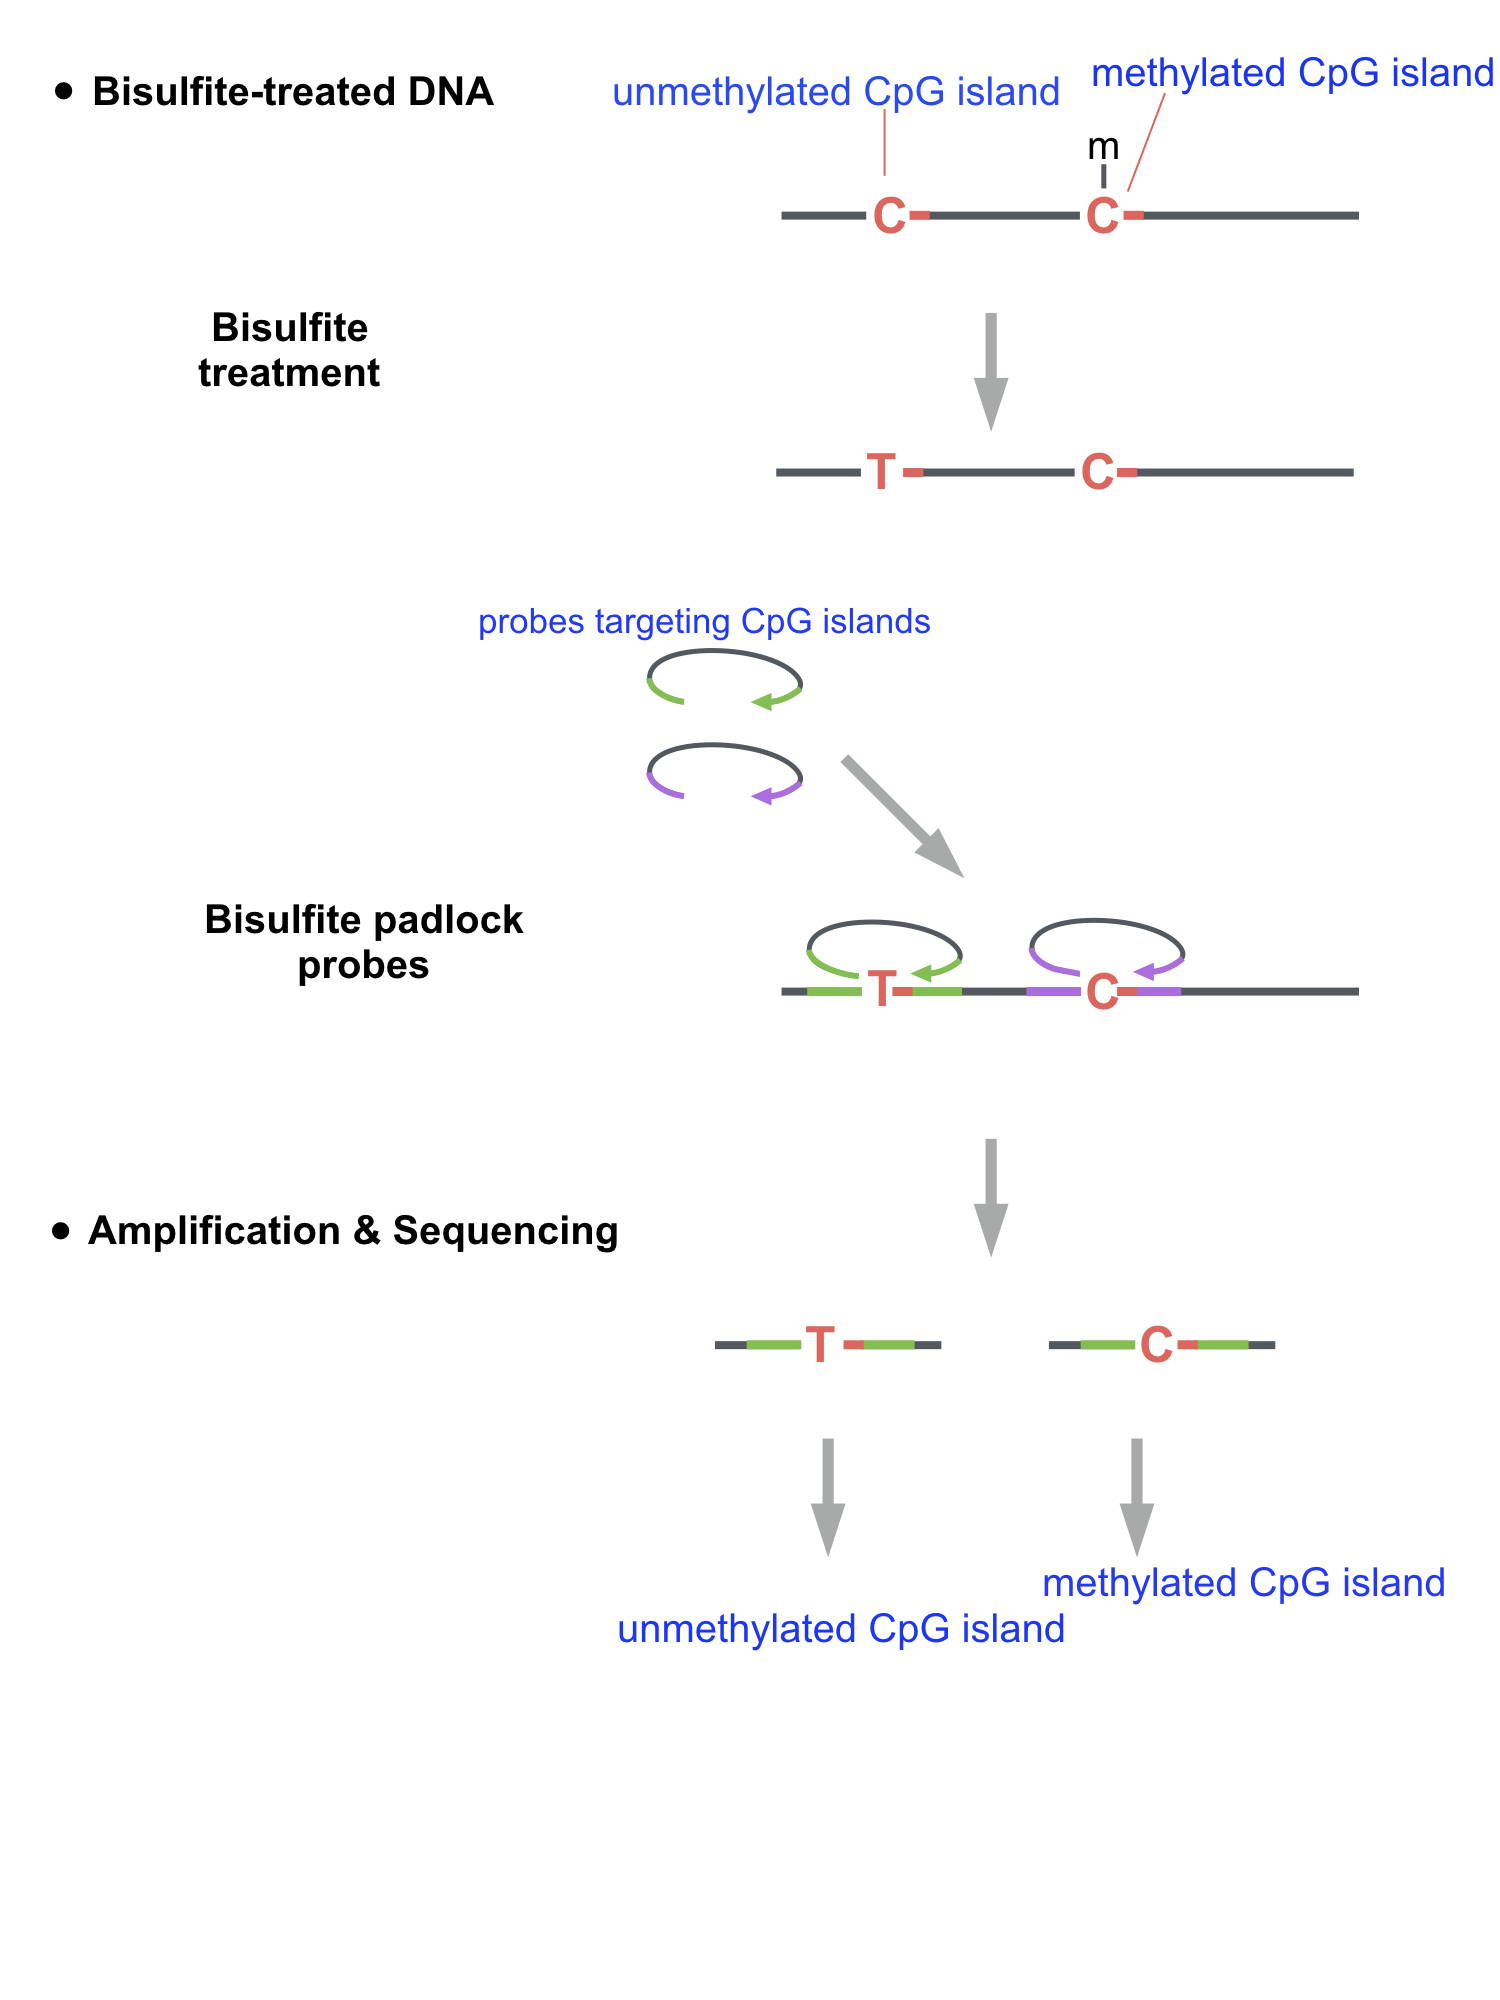 • Bisulfite-treated DNA
unmethylated CpG island
methylated CpG island
m
C
C
Bisulfite
treatment
T
C
probes targeting CpG islands
Bisulfite padlock
probes
T
C
• Amplification & Sequencing
T
C
methylated CpG island
unmethylated CpG island